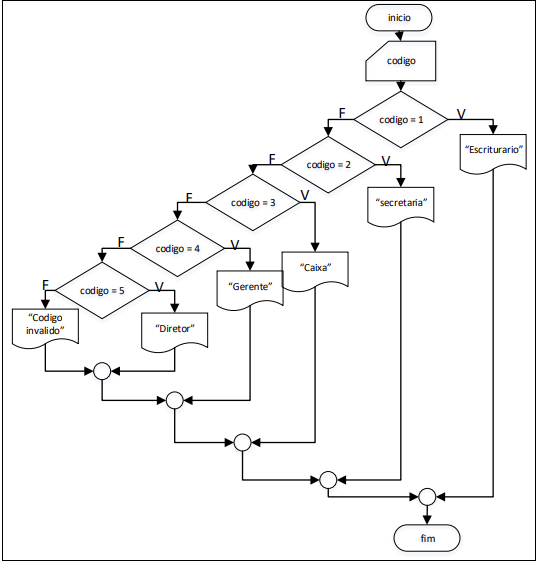 inicio
codigo
codigo = 1
F
V
"Escriturario"
codigo = 2
F
V
"secretaria"
codigo = 3
F
V
"Caixa"
codigo = 4
F
V
"Gerente"
codigo = 5
F
V
"Codigo
invalido"
"Diretor"
fim